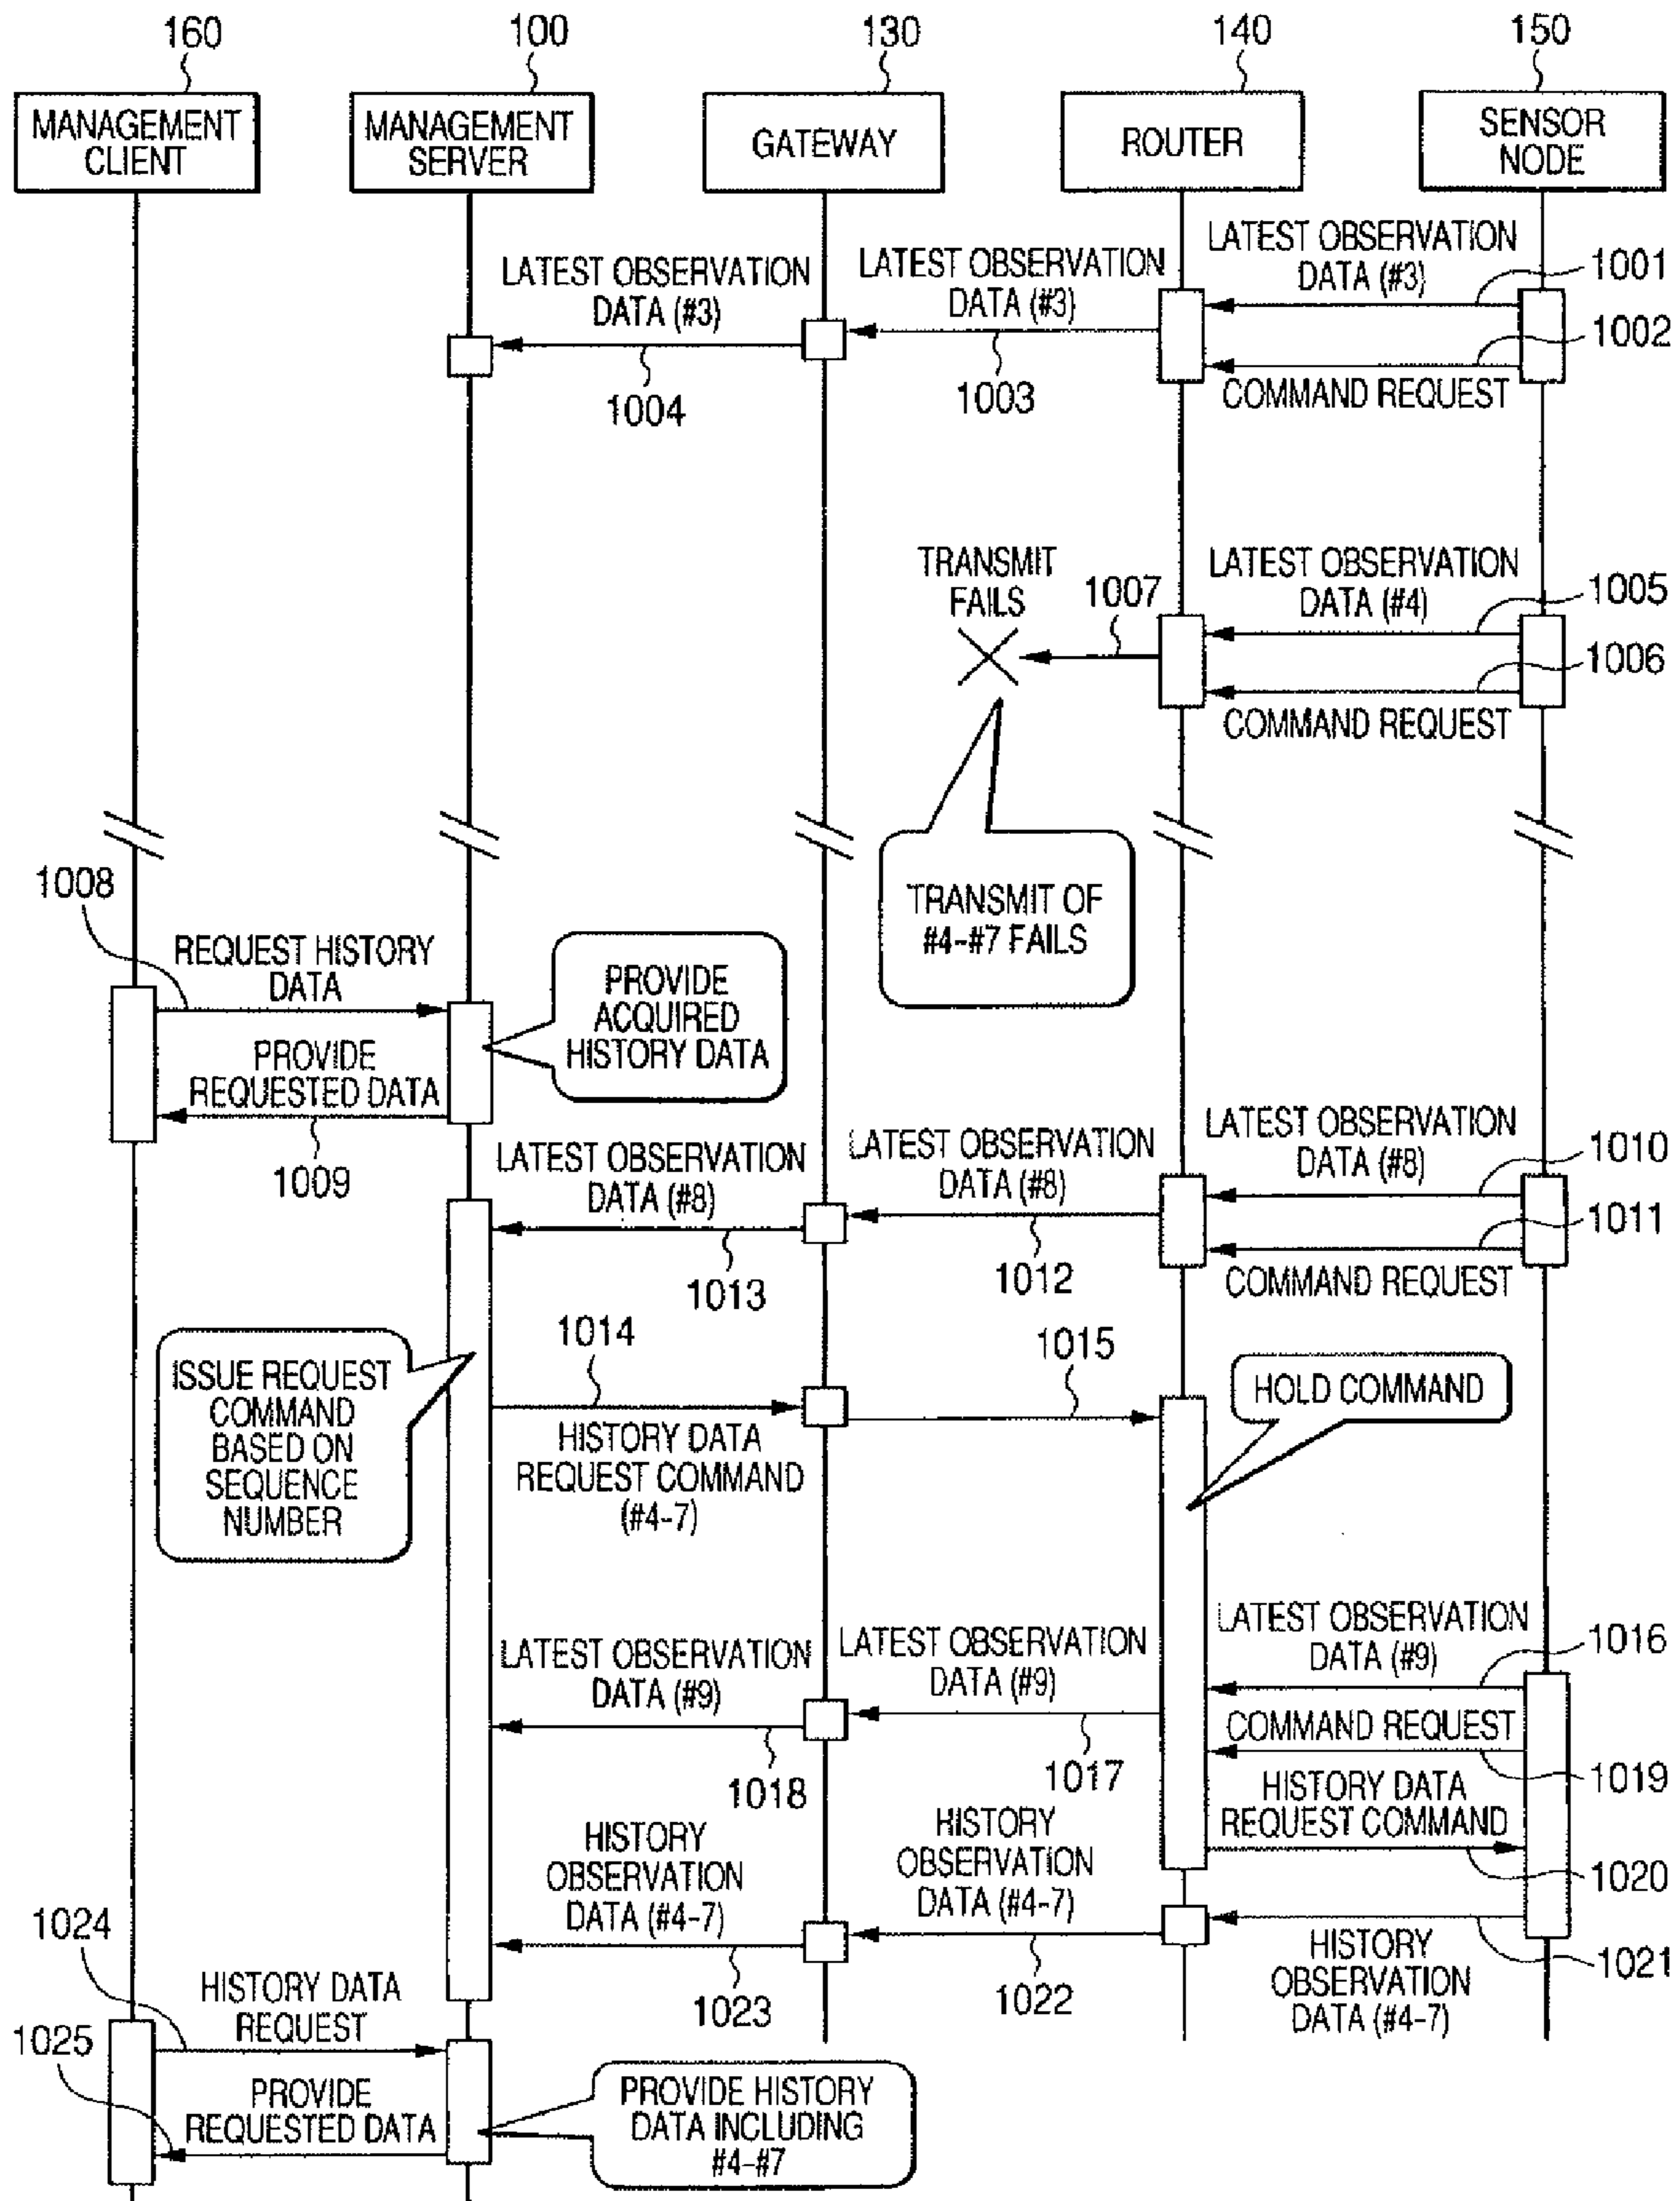 160
100
130
140
150
MANAGEMENT
CLIENT
MANAGEMENT
SERVER
GATEWAY
ROUTER
SENSOR
NODE
LATEST OBSERVATION
DATA (#3)
1001
LATEST OBSERVATION
DATA (#3)
LATEST OBSERVATION
DATA (#3)
1002
COMMAND REQUEST
1003
1004
TRANSMIT
FAILS
1007
LATEST OBSERVATION
DATA (#4)
1005
1006
COMMAND REQUEST
TRANSMIT OF
#4-#7 FAILS
1008
REQUEST HISTORY
DATA
PROVIDE
ACQUIRED
HISTORY DATA
PROVIDE
REQUESTED DATA
1009
LATEST OBSERVATION
DATA (#8)
LATEST OBSERVATION
DATA (#8)
LATEST OBSERVATION
DATA (#8)
1010
1011
COMMAND REQUEST
1012
1013
ISSUE REQUEST
COMMAND
BASED ON
SEQUENCE
NUMBER
1014
1015
HOLD COMMAND
HISTORY DATA
REQUEST COMMAND
(#4-7)
LATEST OBSERVATION
DATA (#9)
LATEST OBSERVATION
DATA (#9)
LATEST OBSERVATION
DATA (#9)
1016
COMMAND REQUEST
1017
1018
1019
HISTORY DATA
REQUEST COMMAND
1020
HISTORY
OBSERVATION
DATA (#4-7)
HISTORY
OBSERVATION
DATA (#4-7)
1021
HISTORY
OBSERVATION
DATA (#4-7)
1022
1023
1024
HISTORY DATA
REQUEST
1025
PROVIDE
REQUESTED DATA
PROVIDE HISTORY
DATA INCLUDING
#4-#7